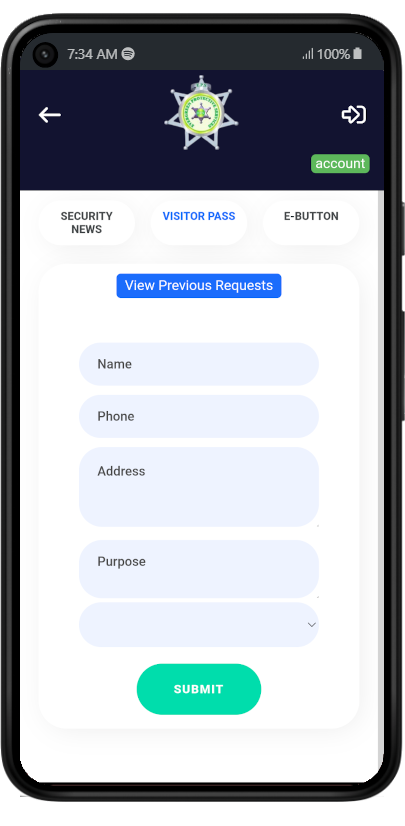 7:34 AM
100%
account
SECURITY
NEWS
VISITOR PASS
E-BUTTON
View Previous Requests
Name
Phone
Address
Purpose
SUBMIT